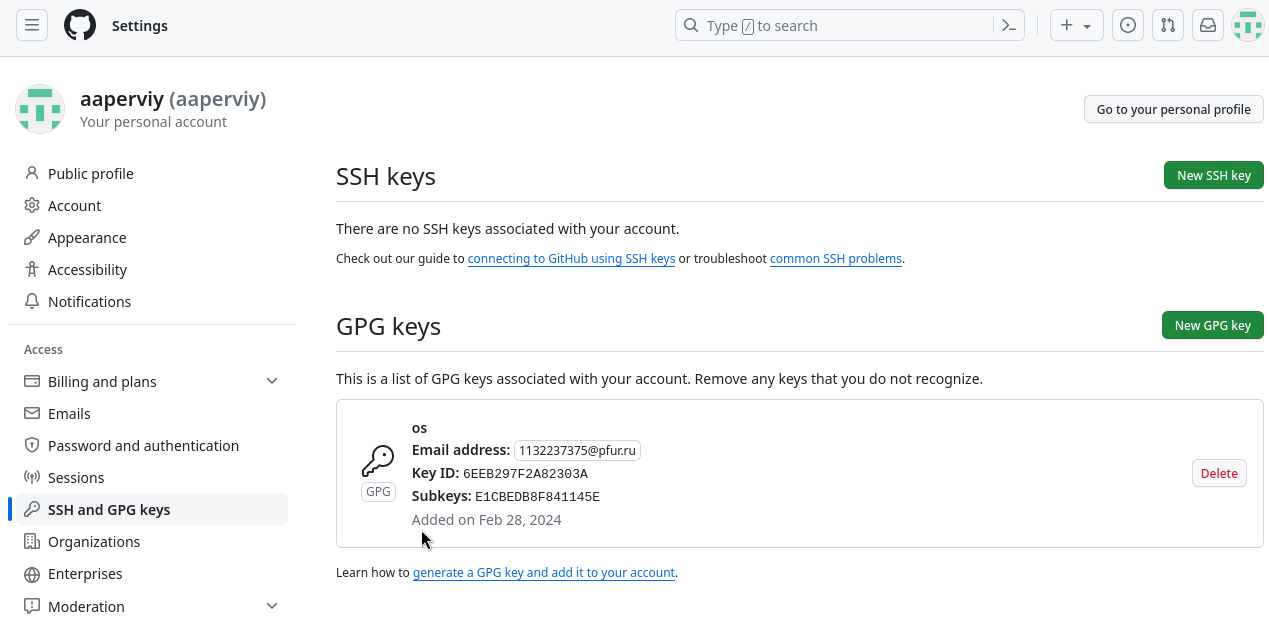 Settings
Type / to search
aaperviy (aaperviy)
Your personal account
Go to your personal profile
Public profile
Account
Appearance
Accessibility
Notifications
Access
Billing and plans
Emails
Password and authentication
Sessions
SSH and GPG keys
Organizations
Enterprises
Moderation
SSH keys
New SSH key
There are no SSH keys associated with your account.
Check out our guide to connecting to GitHub using SSH keys or troubleshoot common SSH problems.
GPG keys
New GPG key
This is a list of GPG keys associated with your account. Remove any keys that you do not recognize.
GPG
os
Email address: 1132237375@pfur.ru
Key ID: 6EEB297F2A82303A
Subkeys: E1CBEDB8F841145E
Added on Feb 28, 2024
Delete
Learn how to generate a GPG key and add it to your account.